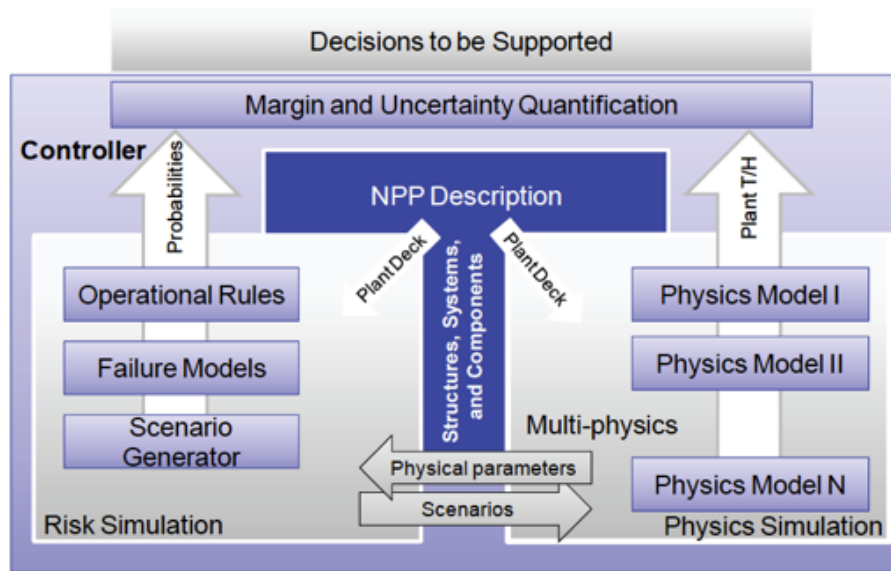 Decisions to be Supported
Margin and Uncertainty Quantification
Controller
Probabilities
Plant T/H
NPP Description
Plant Deck
Plant Deck
Structures, Systems,
and Components
Operational Rules
Failure Models
Scenario
Generator
Physics Model I
Physics Model II
Multi-physics
Physics Model N
Physical parameters
Scenarios
Risk Simulation
Physics Simulation